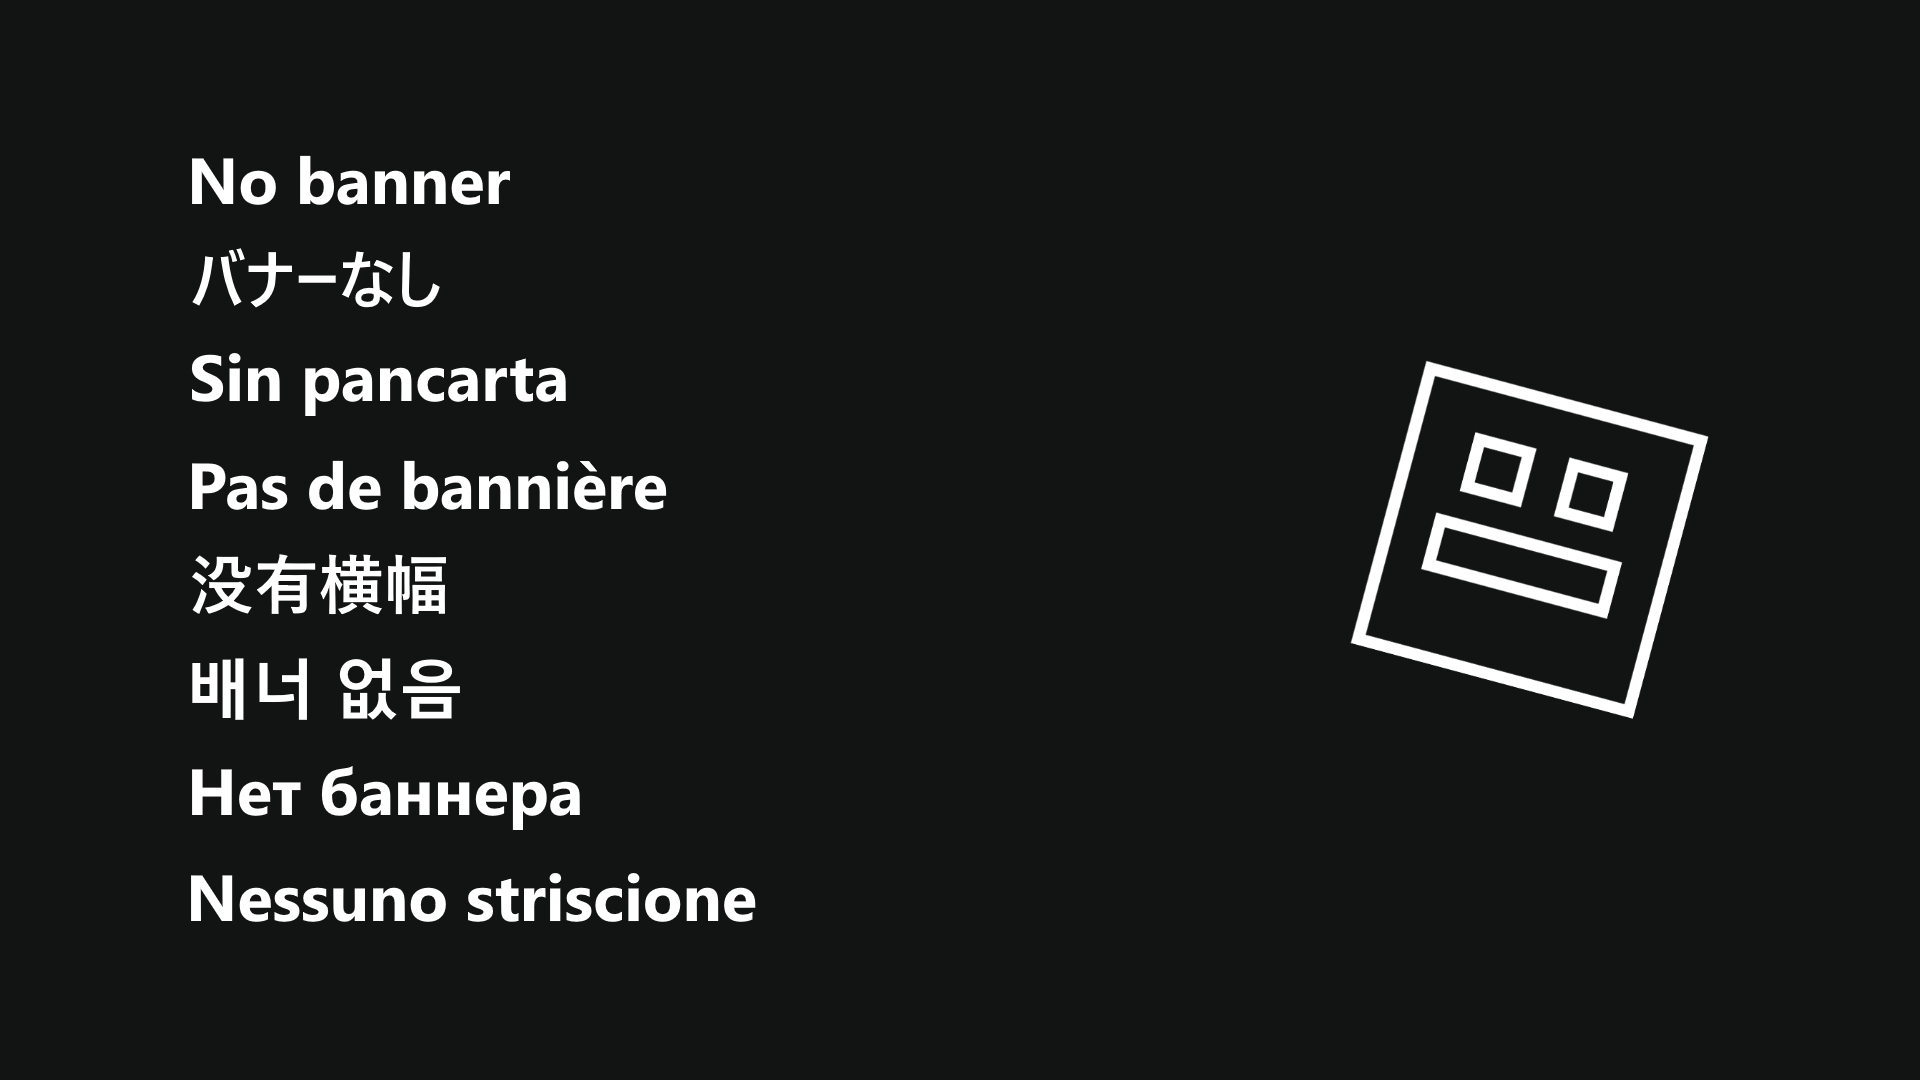 No banner
バナーなし
Sin pancarta
Pas de bannière
没有横幅
배너 없음
Нет баннера
Nessuno striscione